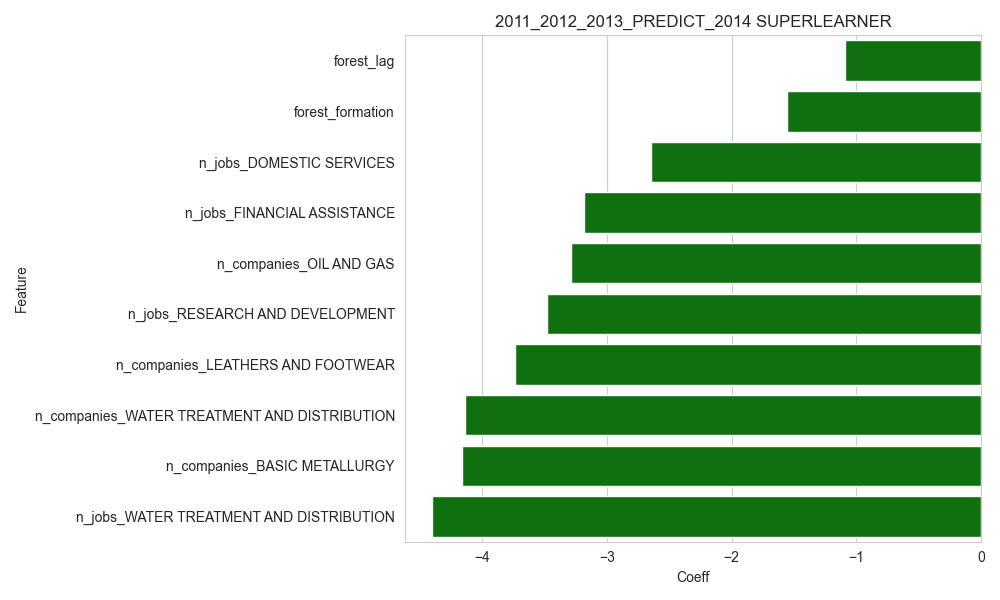 2011_2012_2013_PREDICT_2014 SUPERLEARNER
forest_lag
forest_formation
n_jobs_DOMESTIC SERVICES
n_jobs_FINANCIAL ASSISTANCE
n_companies_OIL AND GAS
n_jobs_RESEARCH AND DEVELOPMENT
n_companies_LEATHERS AND FOOTWEAR
n_companies_WATER TREATMENT AND DISTRIBUTION
n_companies_BASIC METALLURGY
n_jobs_WATER TREATMENT AND DISTRIBUTION
Feature
−4 −3 −2 −1 0
Coeff